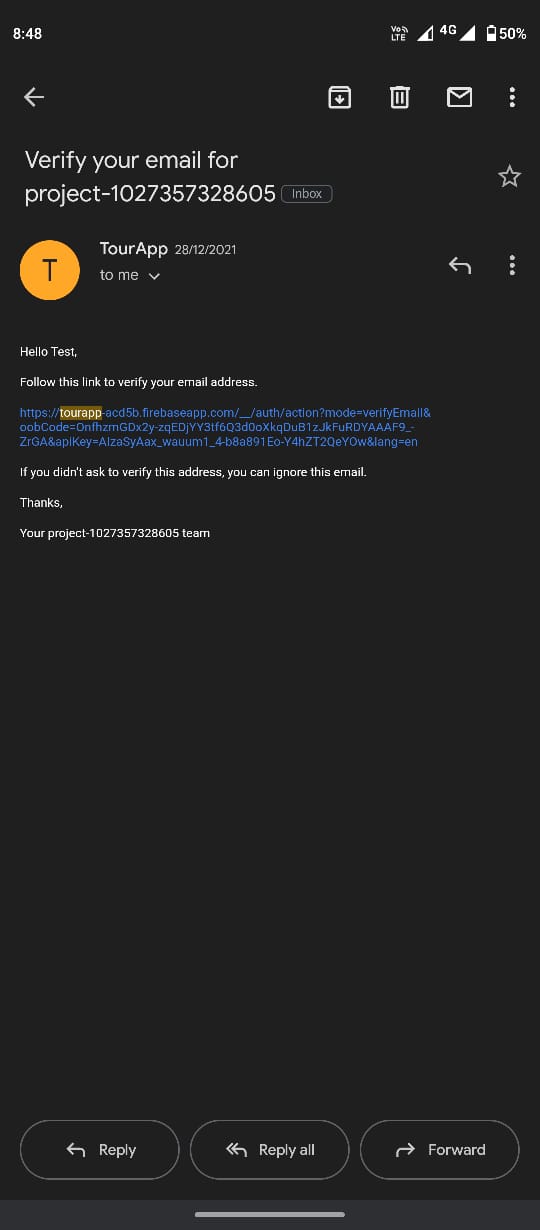 8:48
Vo LTE 4G 50%
Verify your email for
project-1027357328605 Inbox
T
TourApp 28/12/2021
to me
Hello Test,
Follow this link to verify your email address.
https://tourapp-acd5b.firebaseapp.com/__/auth/action?mode=verifyEmail&
oobCode=OnfhzmGDx2y-zqEDjYY3tf6Q3d0oXkqDuB1zJkFuRDYAAAF9_-
ZrGA&apiKey=AIzaSyAax_wauum1_4-b8a891Eo-Y4hZT2QeYOw&lang=en
If you didn't ask to verify this address, you can ignore this email.
Thanks,
Your project-1027357328605 team
Reply Reply all Forward